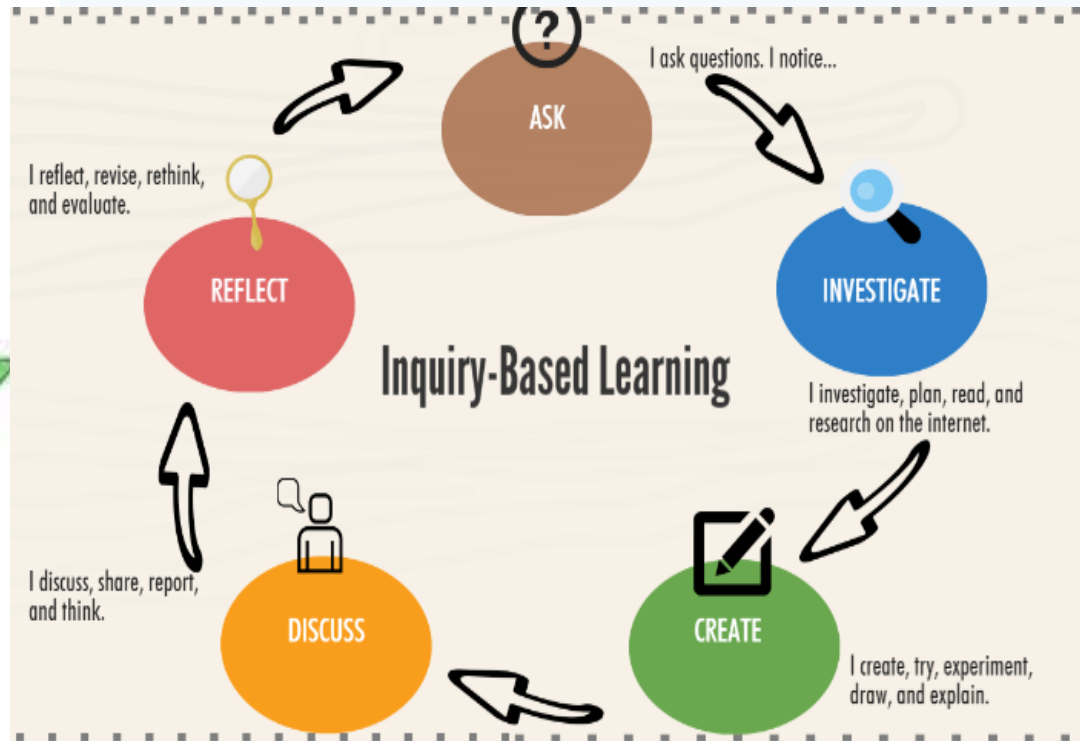 ?
ASK
I ask questions. I notice...
INVESTIGATE
I investigate, plan, read, and
research on the internet.
CREATE
I create, try, experiment,
draw, and explain.
DISCUSS
I discuss, share, report,
and think.
REFLECT
I reflect, revise, rethink,
and evaluate.
Inquiry-Based Learning